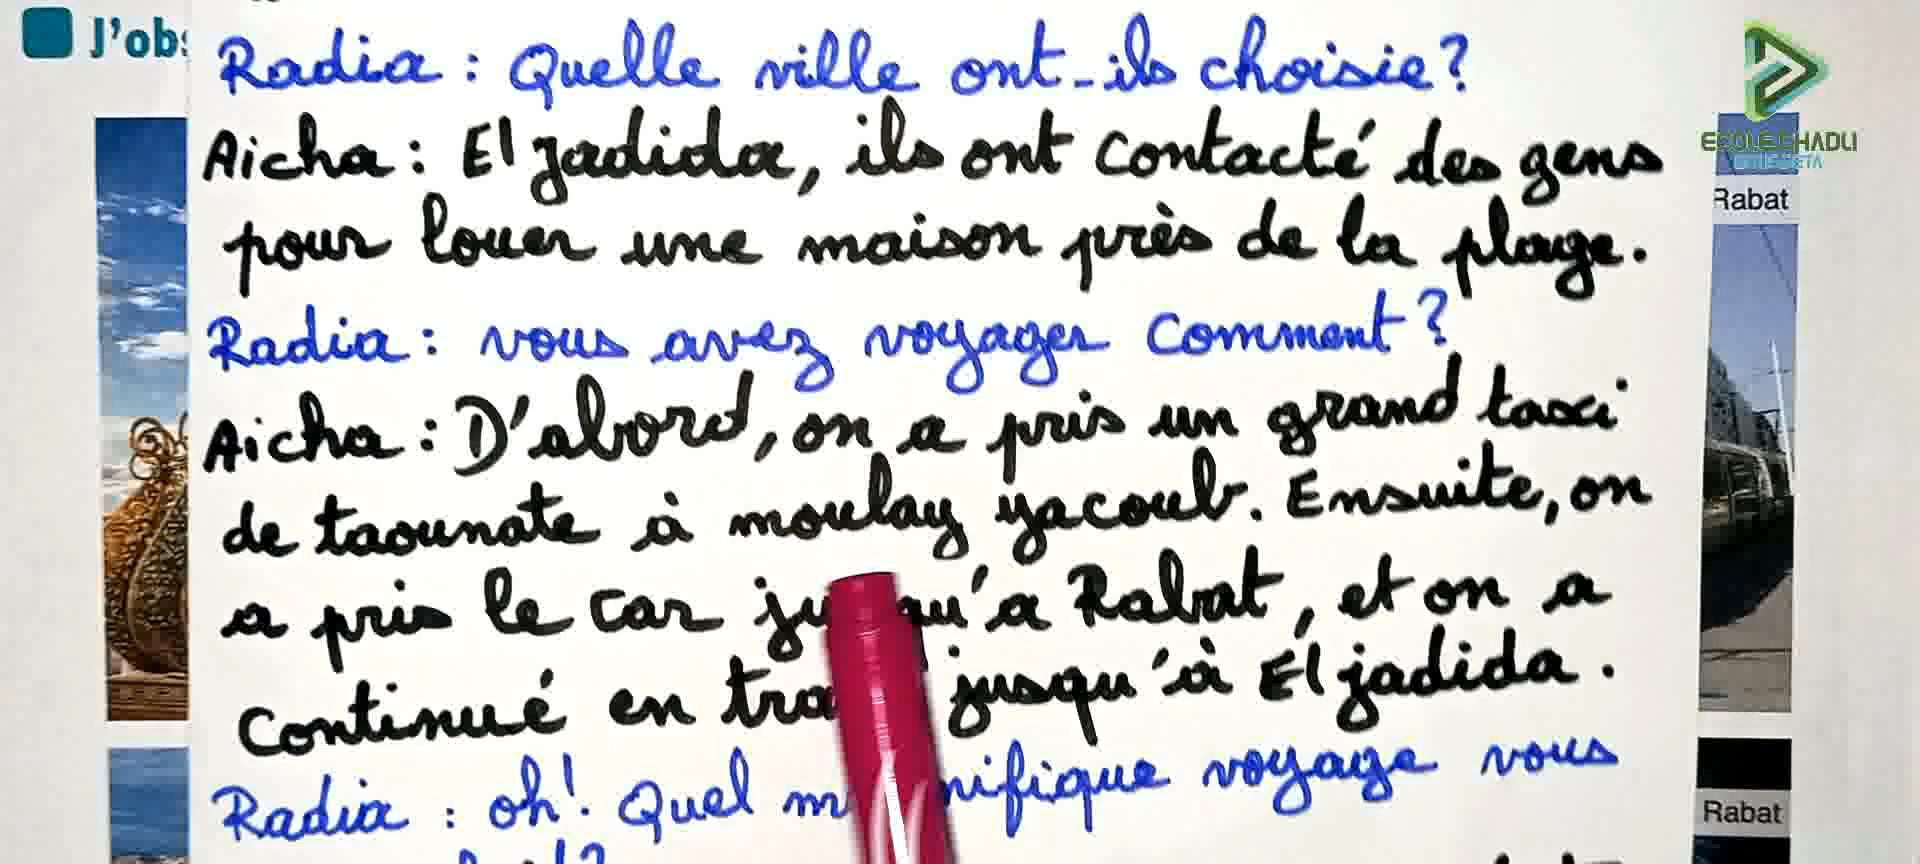 J'obs
Radia : Quelle ville ont-ils choisie ?
Aicha : El jadida, ils ont contacté des gens
pour louer une maison près de la plage.
Radia : vous avez voyager comment ?
Aicha : D'abord, on a pris un grand taxi
de taounate à moulay yacoub. Ensuite, on
a pris le car ju qu'a Rabat, et on a
continué en tra jusqu'à El jadida.
Radia : oh! Quel m nifique voyage vous
ECOLE CHADLI
Rabat
Rabat